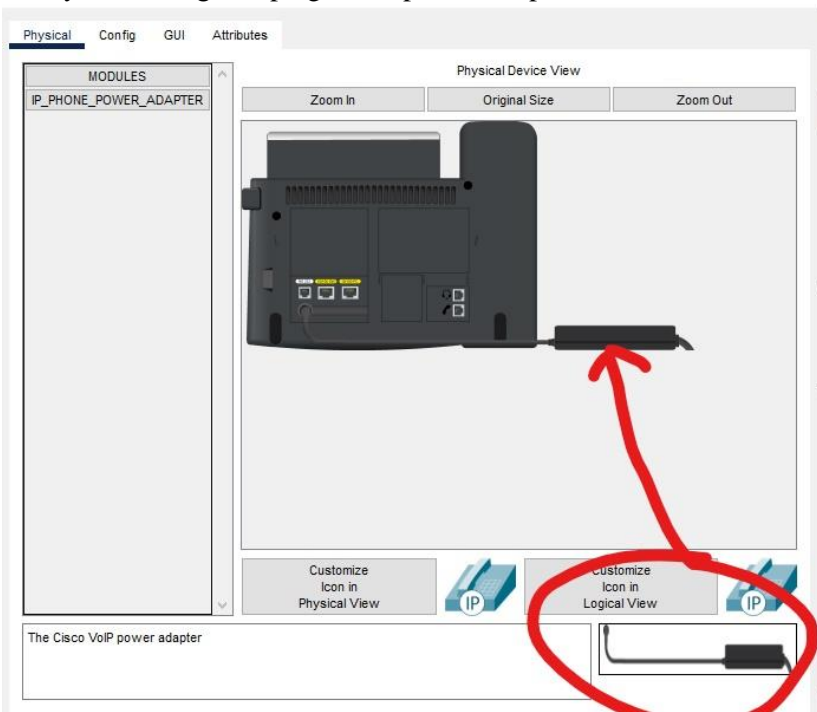 Physical Config GUI Attributes
MODULES
IP_PHONE_POWER_ADAPTER
Physical Device View
Zoom In Original Size Zoom Out
Customize
Icon in
Physical View
IP
Customize
Icon in
Logical View
IP
The Cisco VoIP power adapter